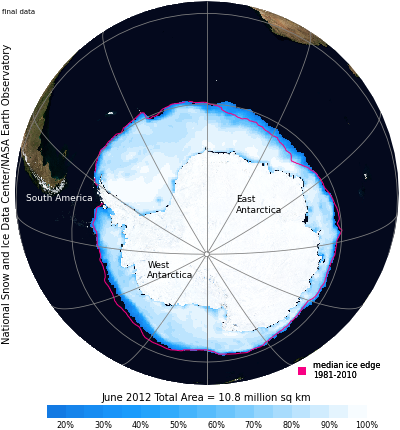 final data
National Snow and Ice Data Center/NASA Earth Observatory
South America
East
Antarctica
West
Antarctica
median ice edge
1981-2010
June 2012 Total Area = 10.8 million sq km
20% 30% 40% 50% 60% 70% 80% 90% 100%